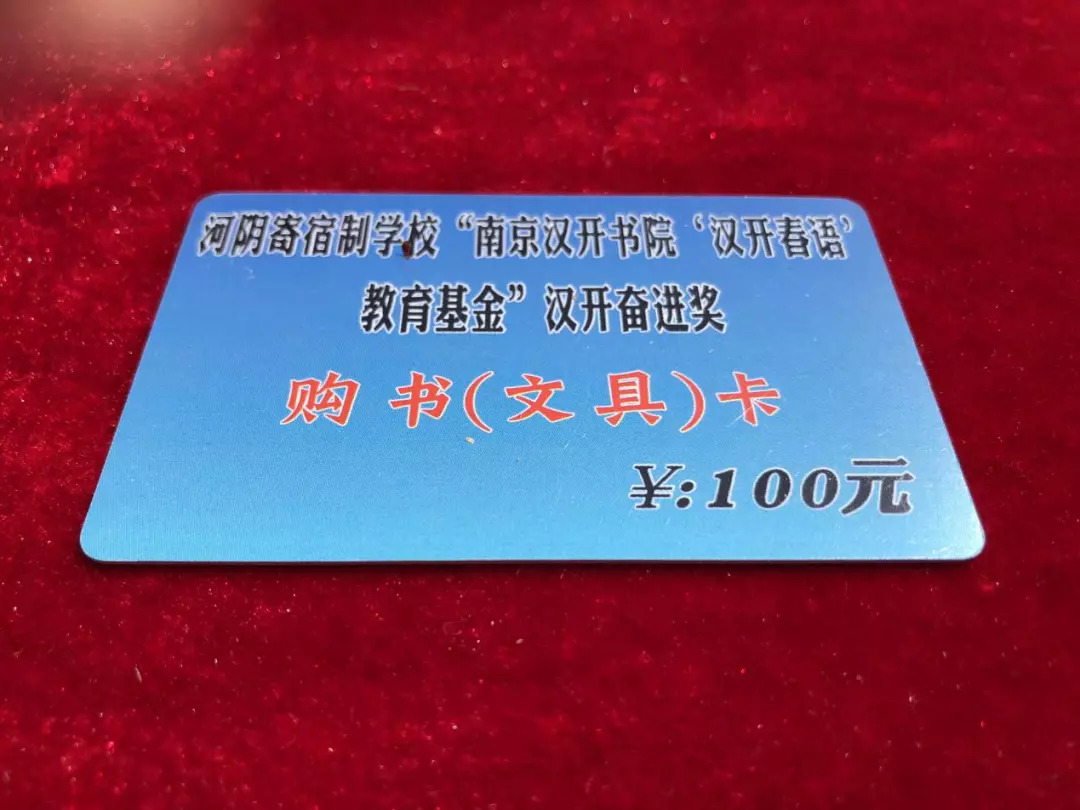 河阴寄宿制学校“南京汉开书院‘汉开春语’
教育基金”汉开奋进奖
购书(文具)卡
¥:100元